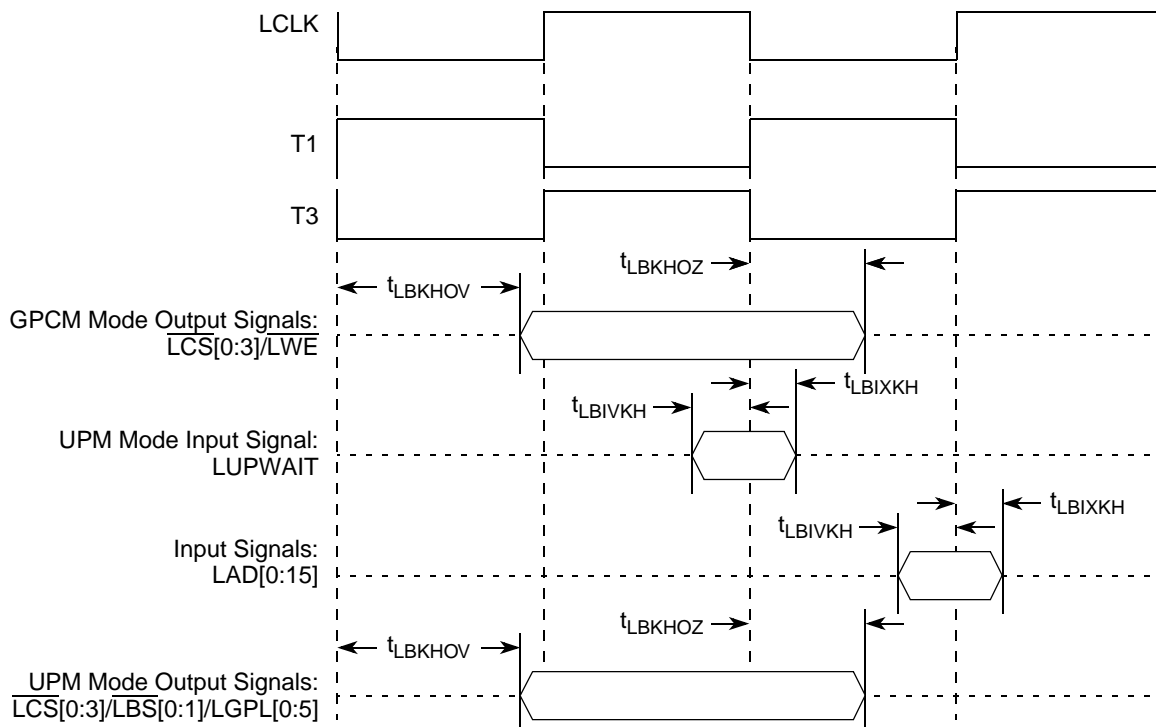 LCLK
T1
T3
tLBKHOZ
tLBKHOV
GPCM Mode Output Signals:
LCS[0:3]/LWE
tLBIXKH
tLBIVKH
UPM Mode Input Signal:
LUPWAIT
tLBIXKH
tLBIVKH
Input Signals:
LAD[0:15]
tLBKHOZ
tLBKHOV
UPM Mode Output Signals:
LCS[0:3]/LBS[0:1]/LGPL[0:5]